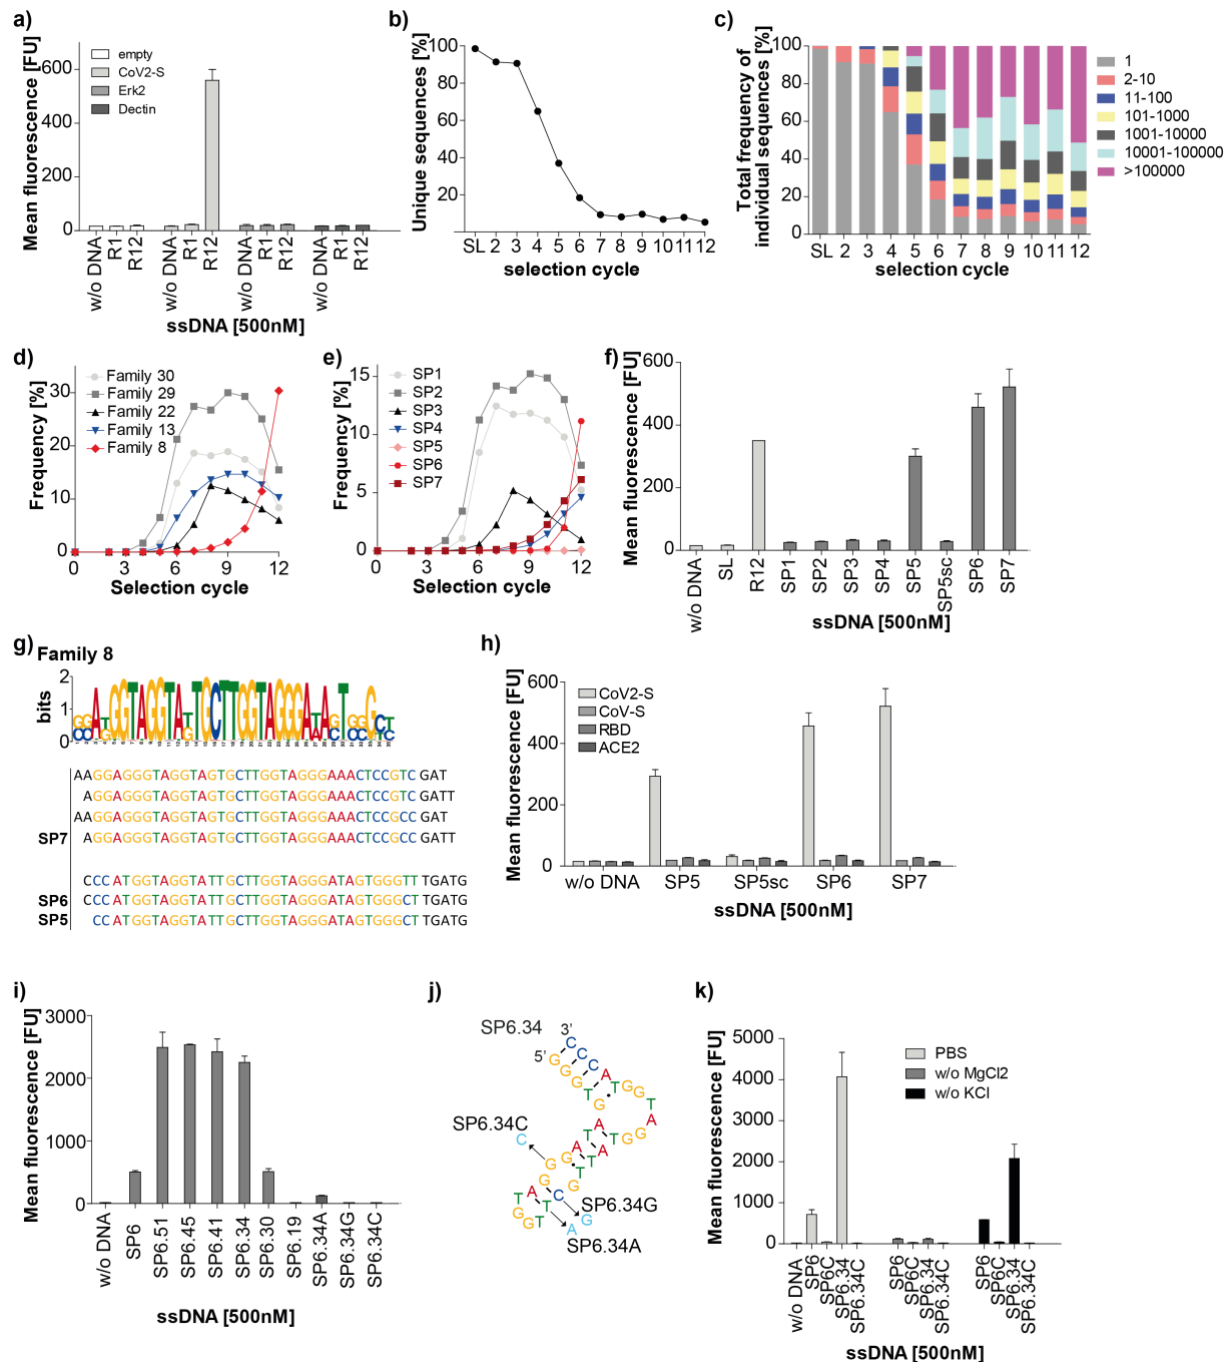 a)
Mean fluorescence [FU]
600
400
200
0
empty
CoV2-S
Erk2
Dectin
w/o DNA
R1
R12
w/o DNA
R1
R12
w/o DNA
R1
R12
w/o DNA
R1
R12
ssDNA [500nM]
b)
Unique sequences [%]
100
80
60
40
20
0
SL 2 3 4 5 6 7 8 9 10 11 12
selection cycle
c)
Total frequency of
individual sequences [%]
100
80
60
40
20
0
SL 2 3 4 5 6 7 8 9 10 11 12
selection cycle
1
2-10
11-100
101-1000
1001-10000
10001-100000
>100000
d)
Frequency [%]
30
20
10
0
Family 30
Family 29
Family 22
Family 13
Family 8
0 3 6 9 12
Selection cycle
e)
Frequency [%]
15
10
5
0
SP1
SP2
SP3
SP4
SP5
SP6
SP7
0 3 6 9 12
Selection cycle
f)
Mean fluorescence [FU]
600
400
200
0
w/o DNA
SL
R12
SP1
SP2
SP3
SP4
SP5
SP5sc
SP6
SP7
ssDNA [500nM]
g)
Family 8
bits
2
1
0
AAGGAGGGTAGGTAGTGCTTGGTAGGGAAACTCCGTC GAT
AGGAGGGTAGGTAGTGCTTGGTAGGGAAACTCCGTC GATT
AAGGAGGGTAGGTAGTGCTTGGTAGGGAAACTCCGCC GAT
SP7 AGGAGGGTAGGTAGTGCTTGGTAGGGAAACTCCGCC GATT
CCCATGGTAGGTATTGCTTGGTAGGGATAGTGGGTT TGATG
SP6 CCCATGGTAGGTATTGCTTGGTAGGGATAGTGGGCT TGATG
SP5 CCATGGTAGGTATTGCTTGGTAGGGATAGTGGGCT TGATG
h)
Mean fluorescence [FU]
600
400
200
0
CoV2-S
CoV-S
RBD
ACE2
w/o DNA SP5 SP5sc SP6 SP7
ssDNA [500nM]
i)
Mean fluorescence [FU]
3000
2000
1000
0
w/o DNA
SP6
SP6.51
SP6.45
SP6.41
SP6.34
SP6.30
SP6.19
SP6.34A
SP6.34G
SP6.34C
ssDNA [500nM]
j)
SP6.34
3'
5'
SP6.34C
C
SP6.34G
G
A
SP6.34A
k)
Mean fluorescence [FU]
5000
4000
3000
2000
1000
0
PBS
w/o MgCl2
w/o KCl
w/o DNA
SP6
SP6C
SP6.34
SP6.34C
SP6
SP6C
SP6.34
SP6.34C
SP6
SP6C
SP6.34
SP6.34C
ssDNA [500nM]